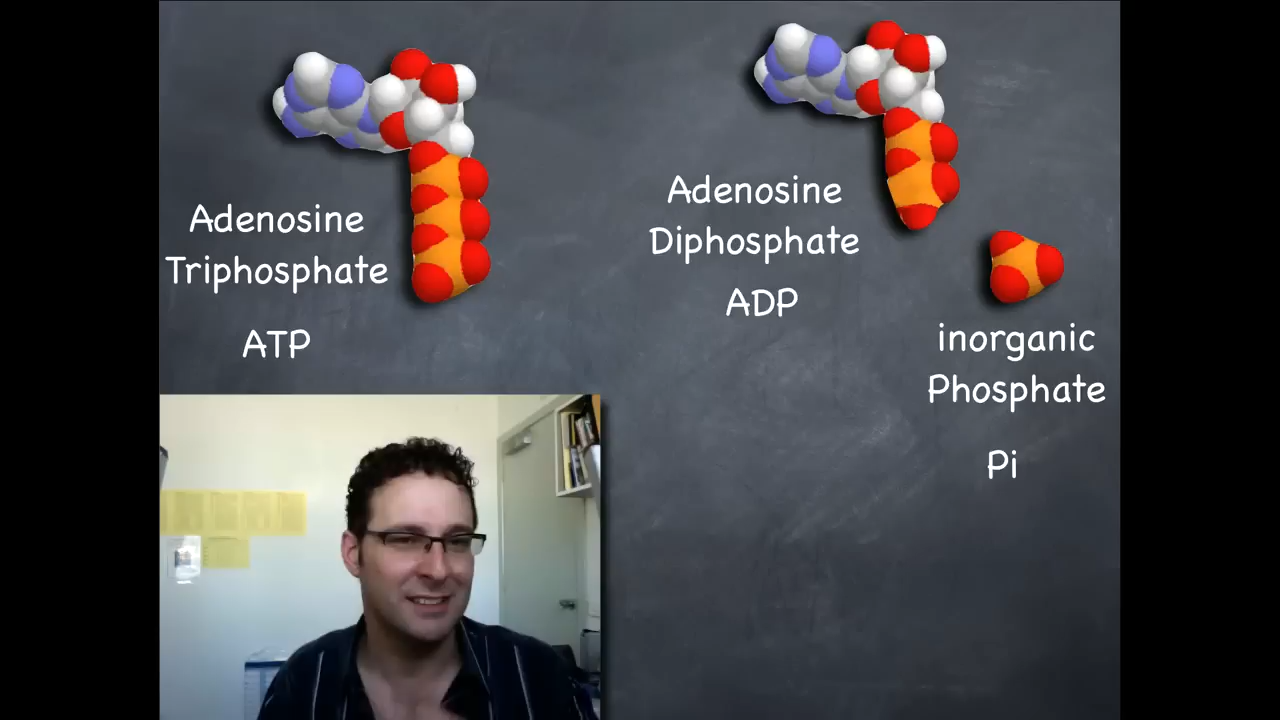 Adenosine
Triphosphate
ATP
Adenosine
Diphosphate
ADP
inorganic
Phosphate
Pi